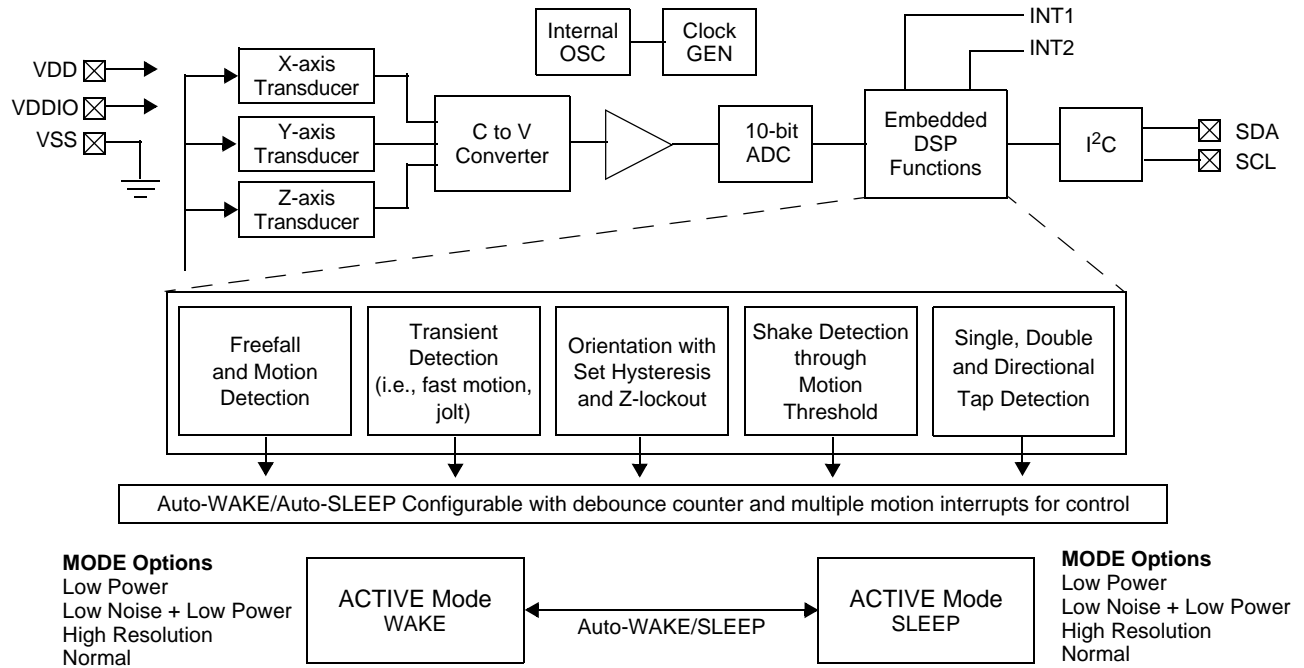 Internal
OSC
Clock
GEN
INT1
INT2
VDD
VDDIO
VSS
X-axis
Transducer
Y-axis
Transducer
Z-axis
Transducer
C to V
Converter
10-bit
ADC
Embedded
DSP
Functions
I²C
SDA
SCL
Freefall
and Motion
Detection
Transient
Detection
(i.e., fast motion,
jolt)
Orientation with
Set Hysteresis
and Z-lockout
Shake Detection
through
Motion
Threshold
Single, Double
and Directional
Tap Detection
Auto-WAKE/Auto-SLEEP Configurable with debounce counter and multiple motion interrupts for control
MODE Options
Low Power
Low Noise + Low Power
High Resolution
Normal
ACTIVE Mode
WAKE
Auto-WAKE/SLEEP
ACTIVE Mode
SLEEP
MODE Options
Low Power
Low Noise + Low Power
High Resolution
Normal